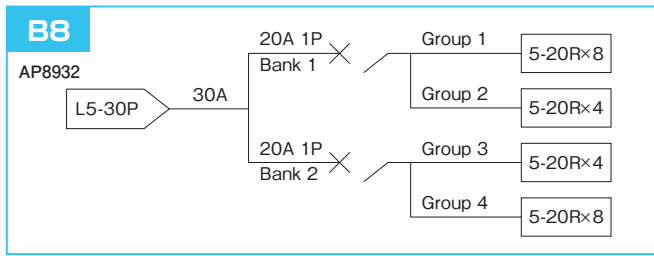 B8
AP8932
L5-30P
30A
20A 1P
Bank 1
Group 1
5-20R×8
Group 2
5-20R×4
20A 1P
Bank 2
Group 3
5-20R×4
Group 4
5-20R×8